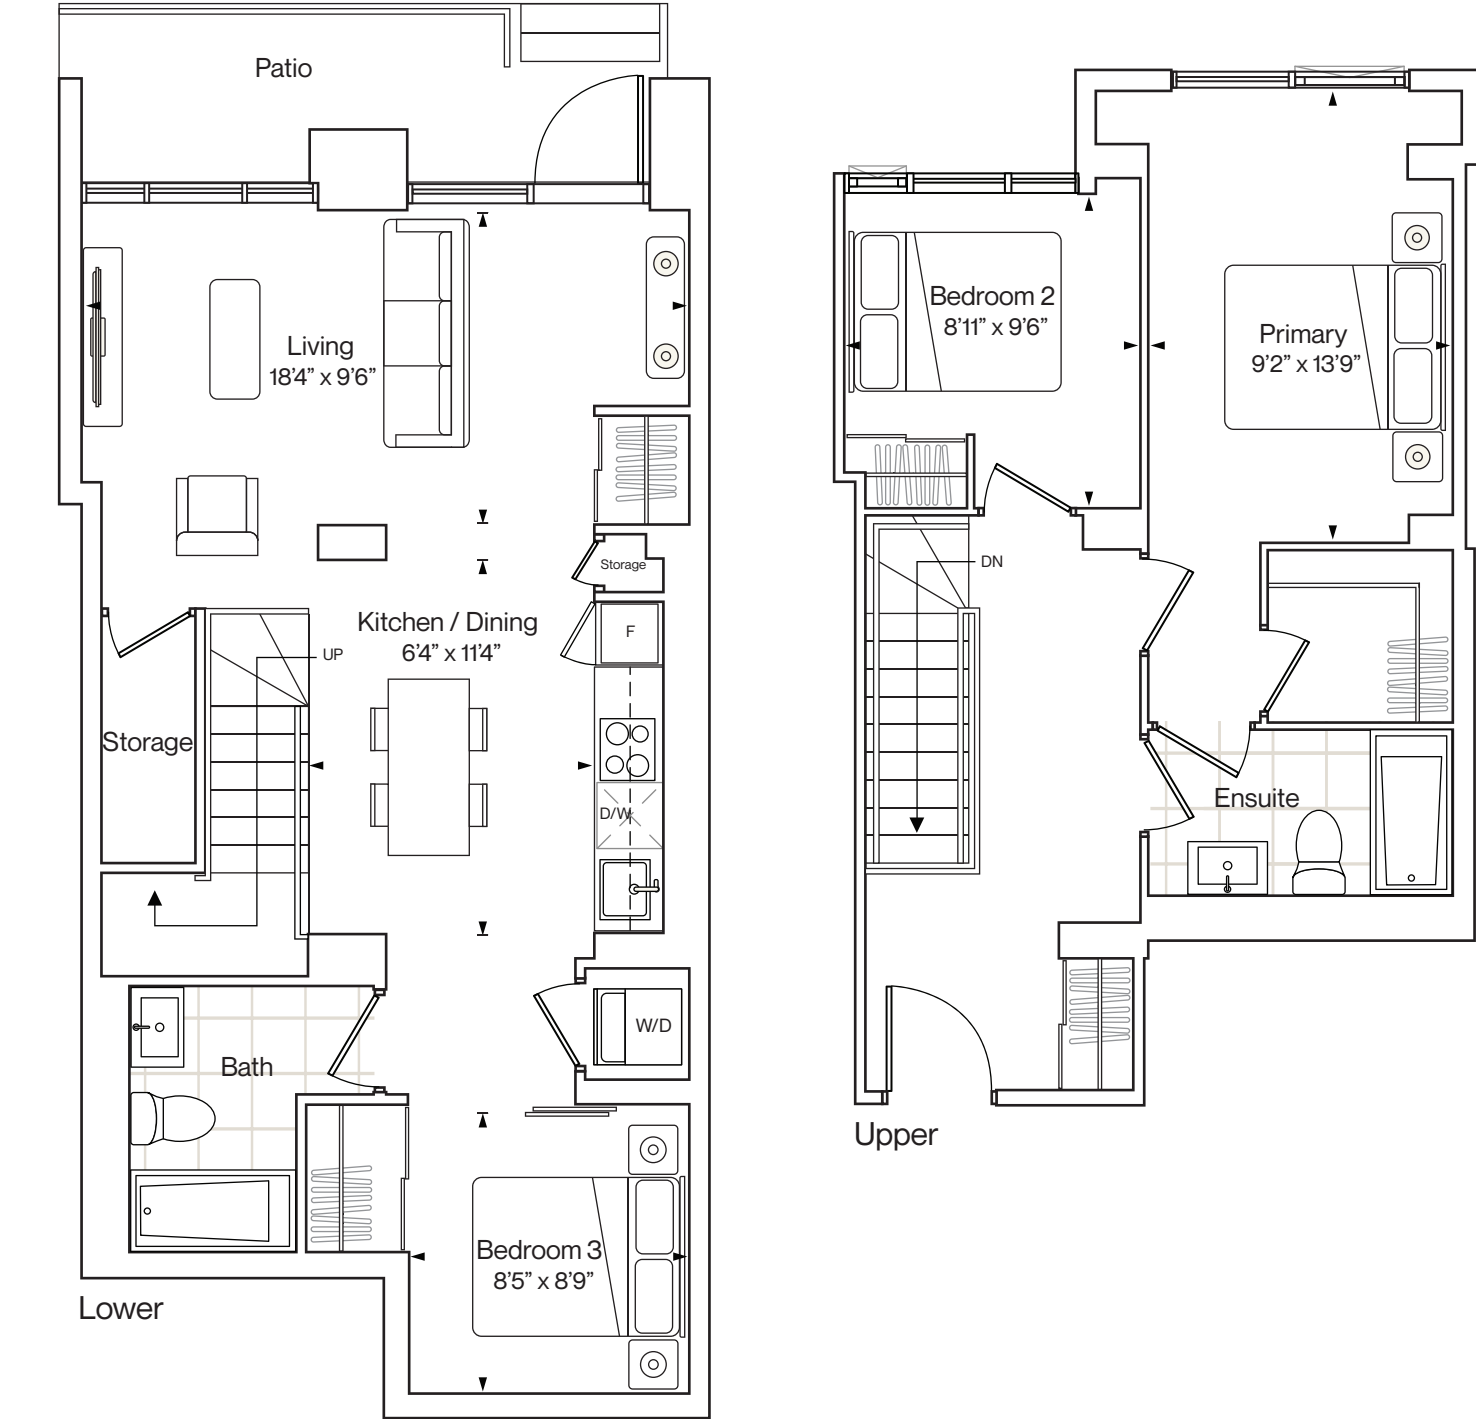 Patio
Living
18’4” x 9’6”
Storage
F
Kitchen / Dining
6’4” x 11’4”
UP
Storage
D/W
W/D
Bath
Bedroom 3
8’5” x 8’9”
Lower
Bedroom 2
8’11” x 9’6”
Primary
9’2” x 13’9”
DN
Ensuite
Upper